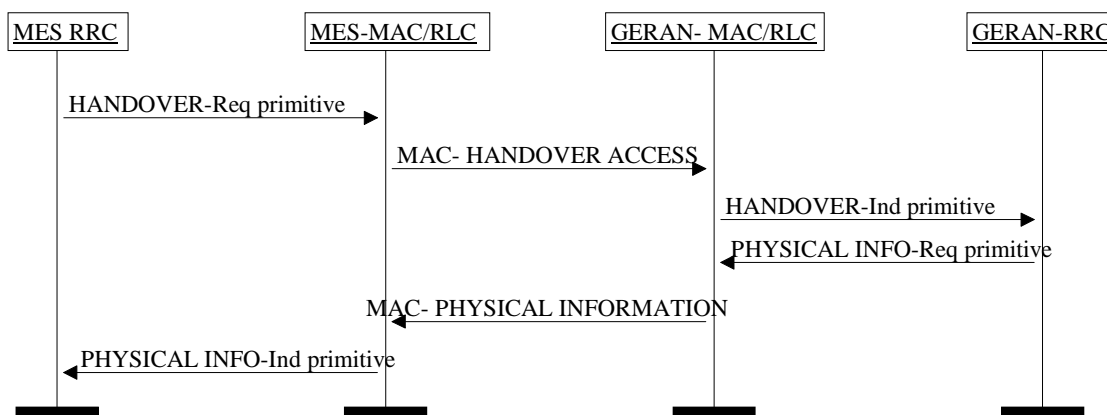 MES RRC
MES-MAC/RLC
GERAN- MAC/RLC
GERAN-RRC
HANDOVER-Req primitive
MAC- HANDOVER ACCESS
HANDOVER-Ind primitive
PHYSICAL INFO-Req primitive
MAC- PHYSICAL INFORMATION
PHYSICAL INFO-Ind primitive